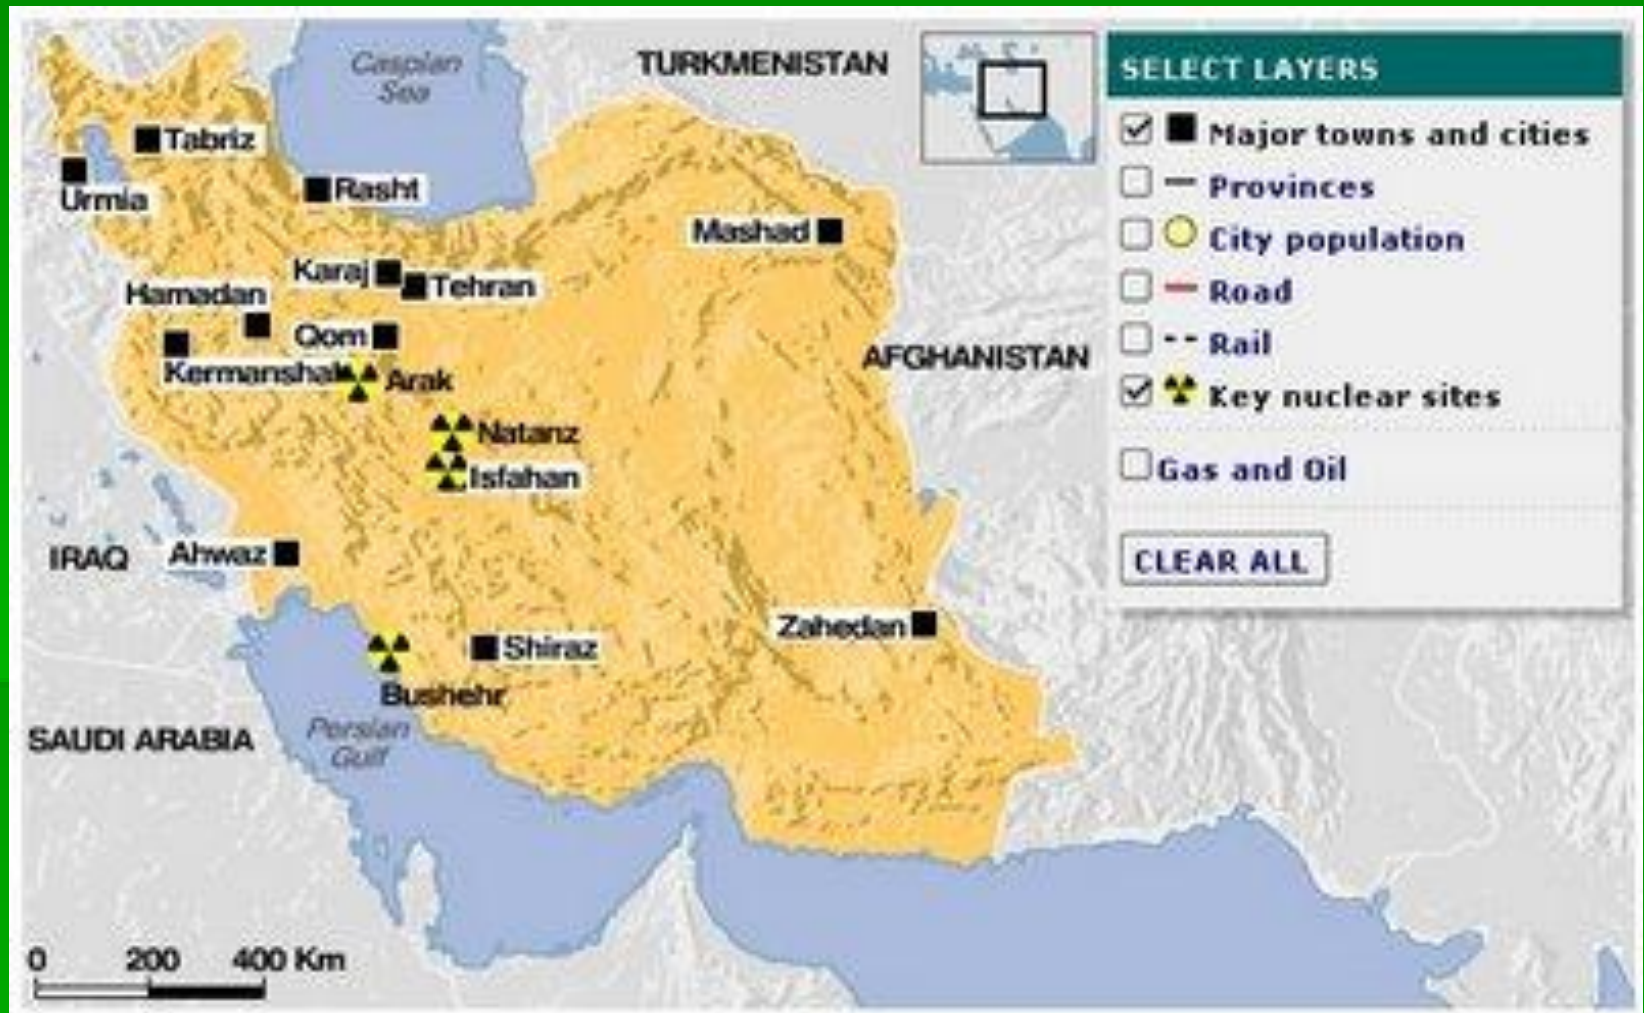 Caspian
Sea
TURKMENISTAN
Tabriz
Urmia
Rasht
Mashad
Karaj
Tehran
Hamadan
Qom
Kermanshah
Arak
AFGHANISTAN
Natanz
Isfahan
IRAQ
Ahwaz
Zahedan
Shiraz
Bushehr
Persian
Gulf
SAUDI ARABIA
0 200 400 Km
SELECT LAYERS
Major towns and cities
Provinces
City population
Road
Rail
Key nuclear sites
Gas and Oil
CLEAR ALL